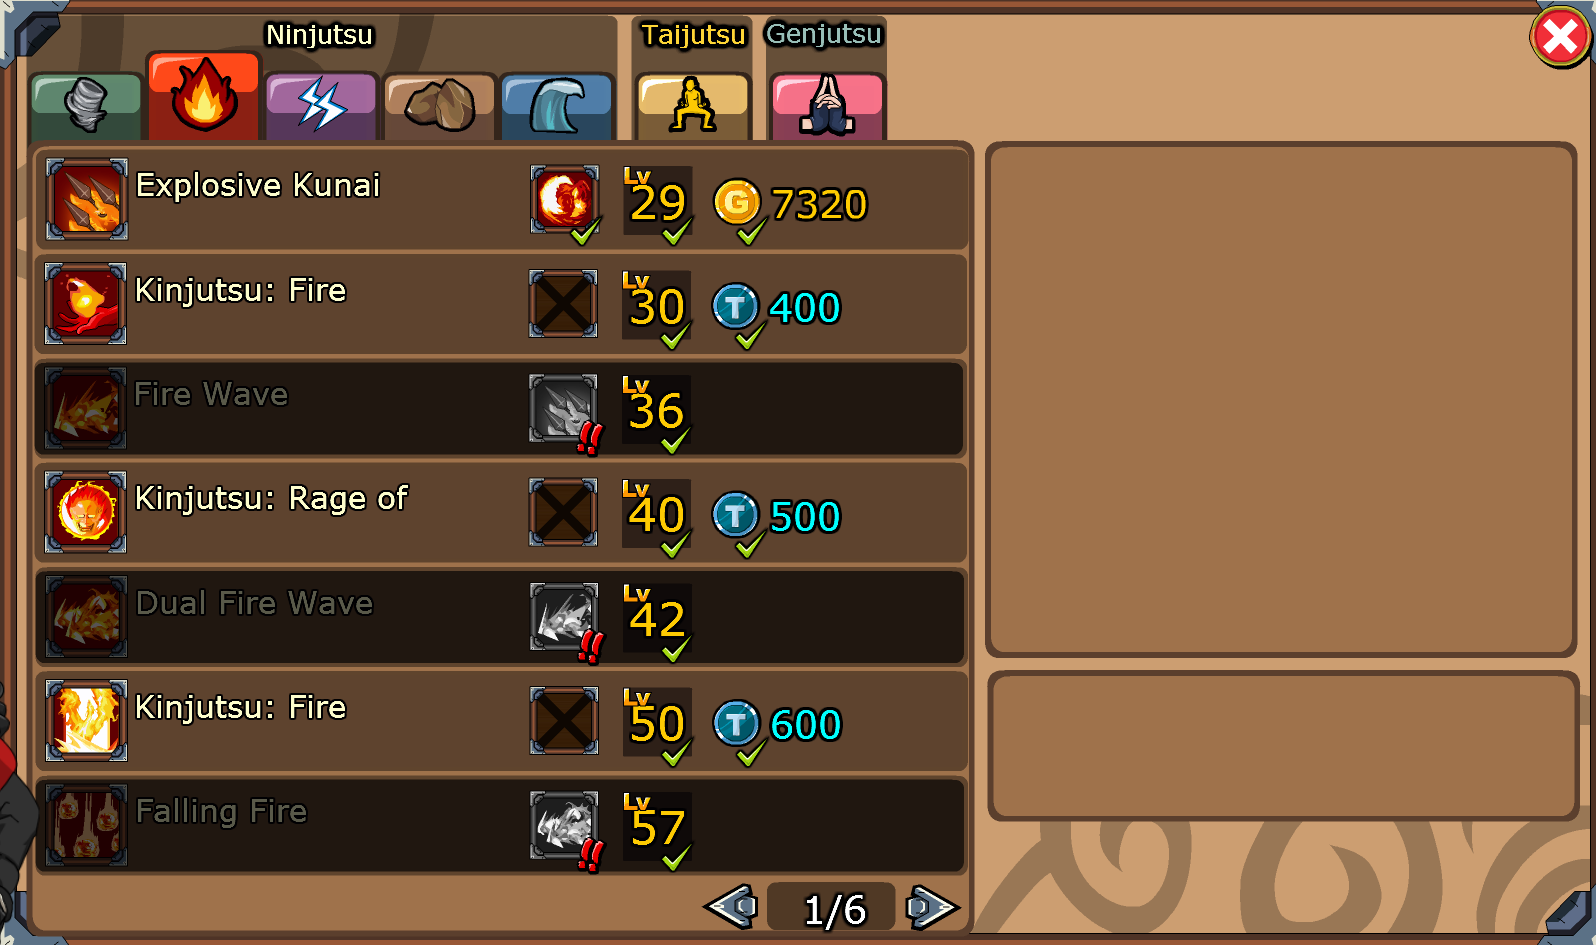 Ninjutsu
Taijutsu
Genjutsu
Explosive Kunai
Lv 29
G 7320
Kinjutsu: Fire
Lv 30
T 400
Fire Wave
!!
Lv 36
Kinjutsu: Rage of
Lv 40
T 500
Dual Fire Wave
!!
Lv 42
Kinjutsu: Fire
Lv 50
T 600
Falling Fire
!!
Lv 57
1/6